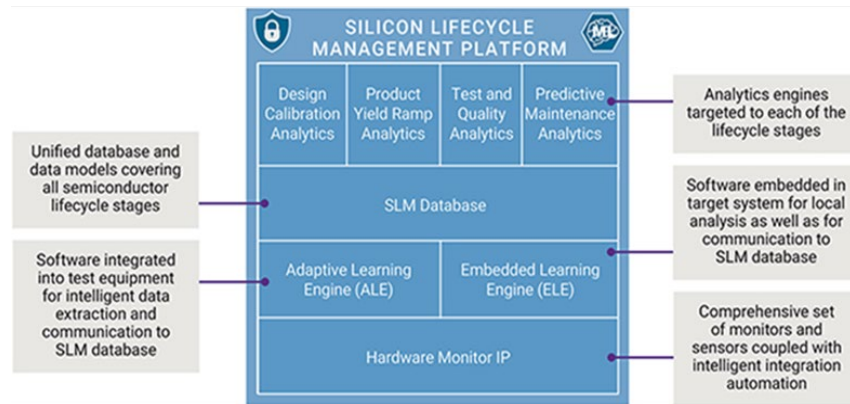 SILICON LIFECYCLE
MANAGEMENT PLATFORM
ML
Design
Calibration
Analytics
Product
Yield Ramp
Analytics
Test and
Quality
Analytics
Predictive
Maintenance
Analytics
SLM Database
Adaptive Learning
Engine (ALE)
Embedded Learning
Engine (ELE)
Hardware Monitor IP
Unified database and
data models covering
all semiconductor
lifecycle stages
Software integrated
into test equipment
for intelligent data
extraction and
communication to
SLM database
Analytics engines
targeted to each of the
lifecycle stages
Software embedded in
target system for local
analysis as well as for
communication to
SLM database
Comprehensive set
of monitors and
sensors coupled with
intelligent integration
automation